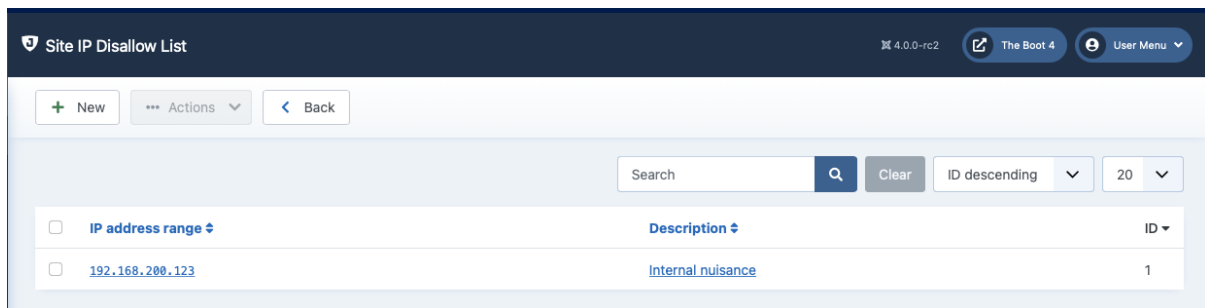 Site IP Disallow List 4.0.0-rc2 The Boot 4 User Menu
New Actions Back
Search Clear ID descending 20
IP address range Description ID
192.168.200.123 Internal nuisance 1